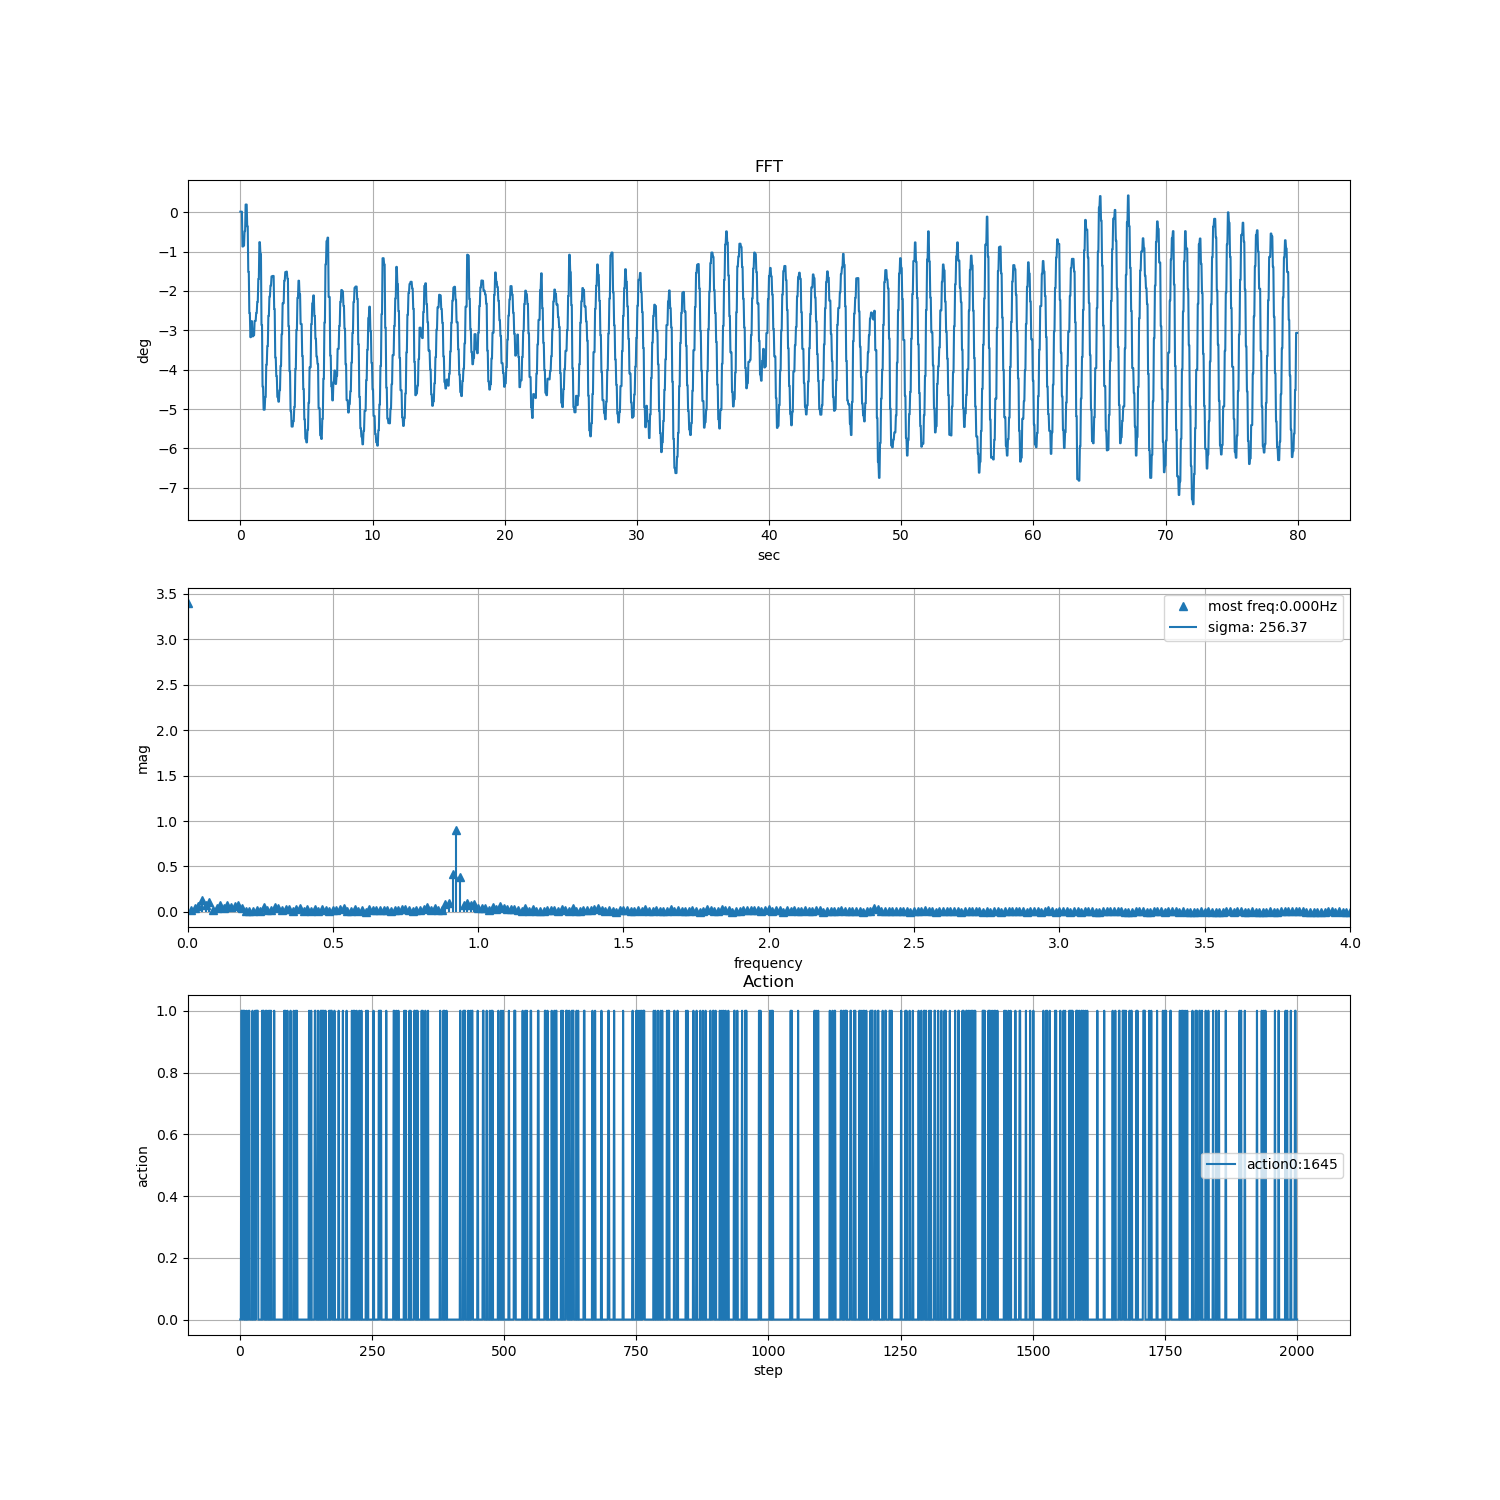 FFT
0
−1
−2
−3
−4
−5
−6
−7
deg
0 10 20 30 40 50 60 70 80
sec
3.5
3.0
2.5
2.0
1.5
1.0
0.5
0.0
mag
most freq:0.000Hz
sigma: 256.37
0.0 0.5 1.0 1.5 2.0 2.5 3.0 3.5 4.0
frequency
Action
1.0
0.8
0.6
0.4
0.2
0.0
action
action0:1645
0 250 500 750 1000 1250 1500 1750 2000
step